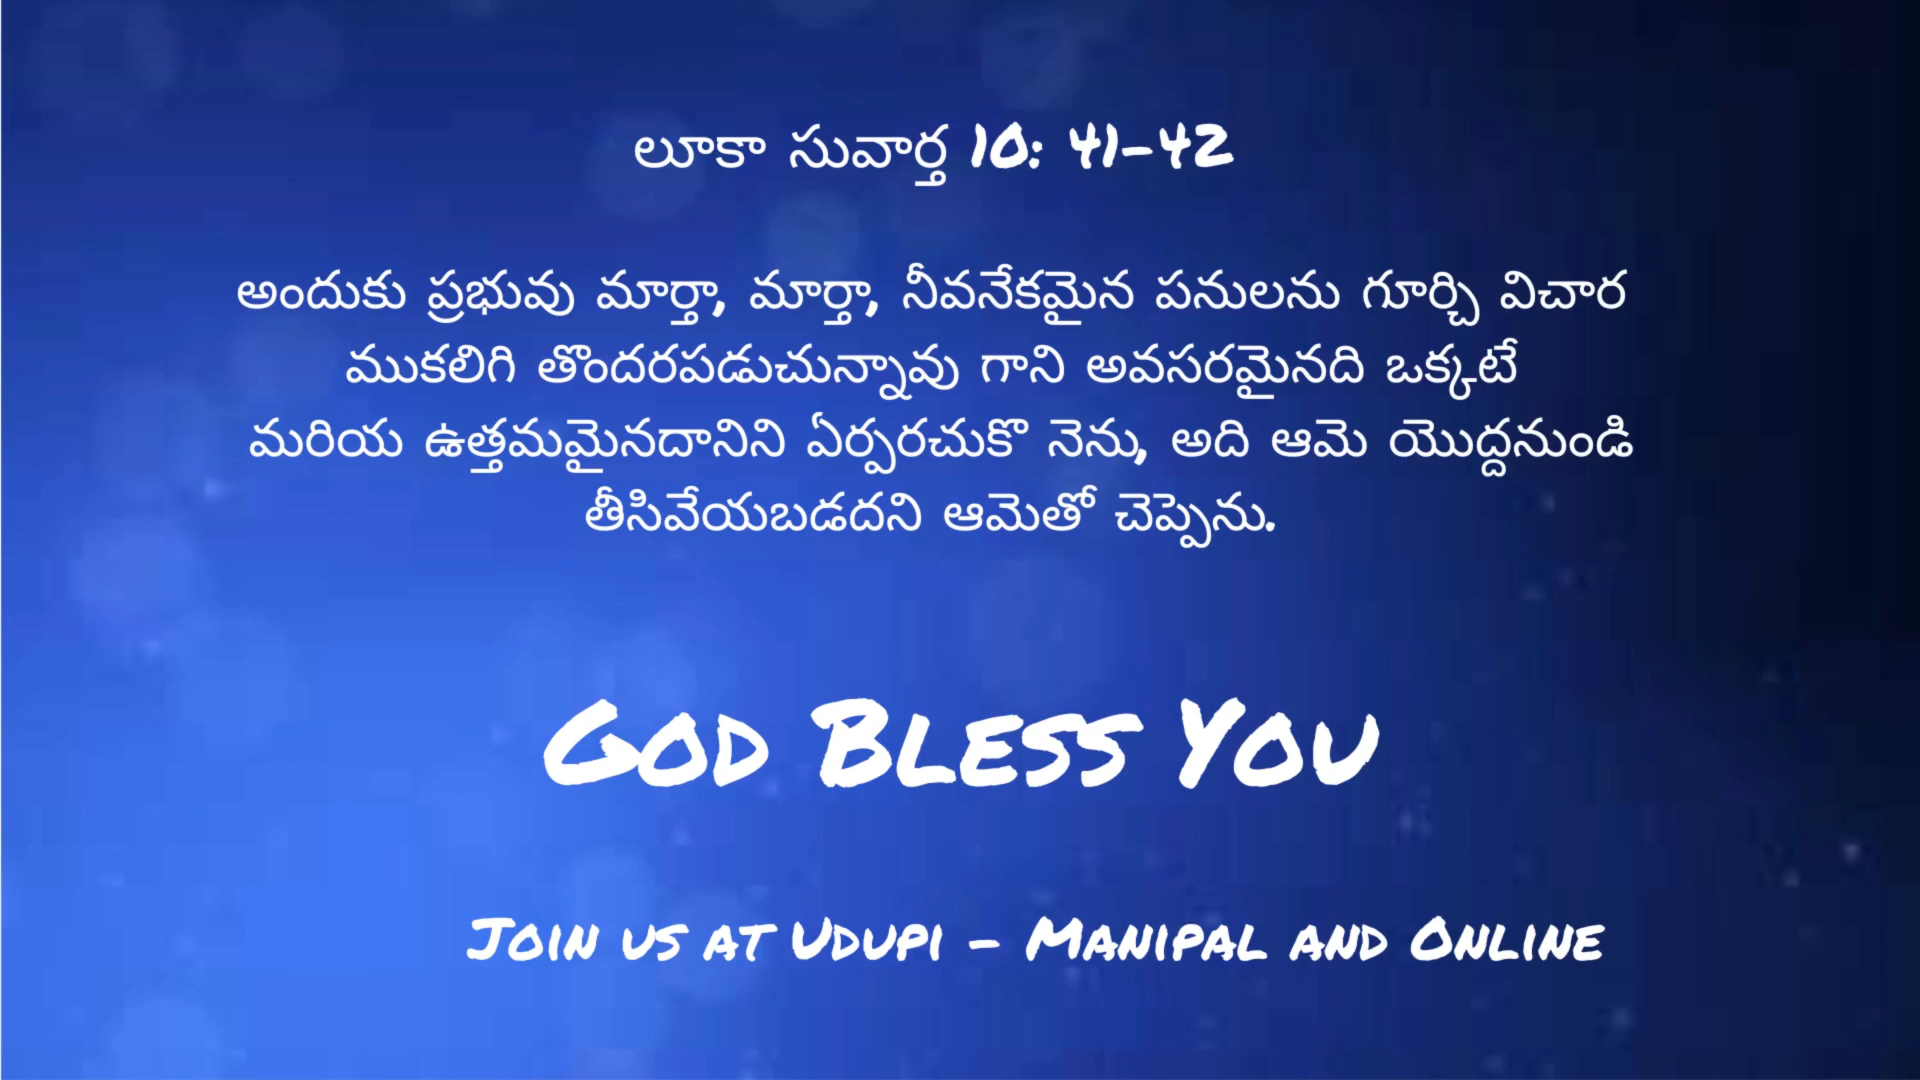 లూకా సువార్త 10: 41-42
అందుకు ప్రభువు మార్తా, మార్తా, నీవనేకమైన పనులను గూర్చి విచార
ముకలిగి తొందరపడుచున్నావు గాని అవసరమైనది ఒక్కటే
మరియ ఉత్తమమైనదానిని ఏర్పరచుకొ నెను, అది ఆమె యొద్దనుండి
తీసివేయబడదని ఆమెతో చెప్పెను.
God Bless You
Join us at Udupi - Manipal and Online